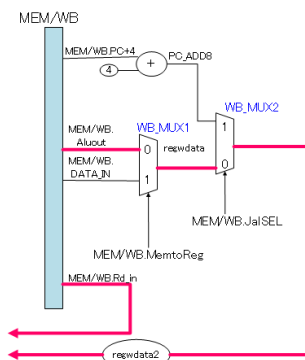 MEM/WB
MEM/WB.PC+4
4
+
PC_ADD8
WB_MUX2
MEM/WB.
Aluout
WB_MUX1
regwdata
1
0
0
MEM/WB.
DATA_IN
1
MEM/WB.JalSEL
MEM/WB.MemtoReg
MEM/WB.Rd_in
regwdata2